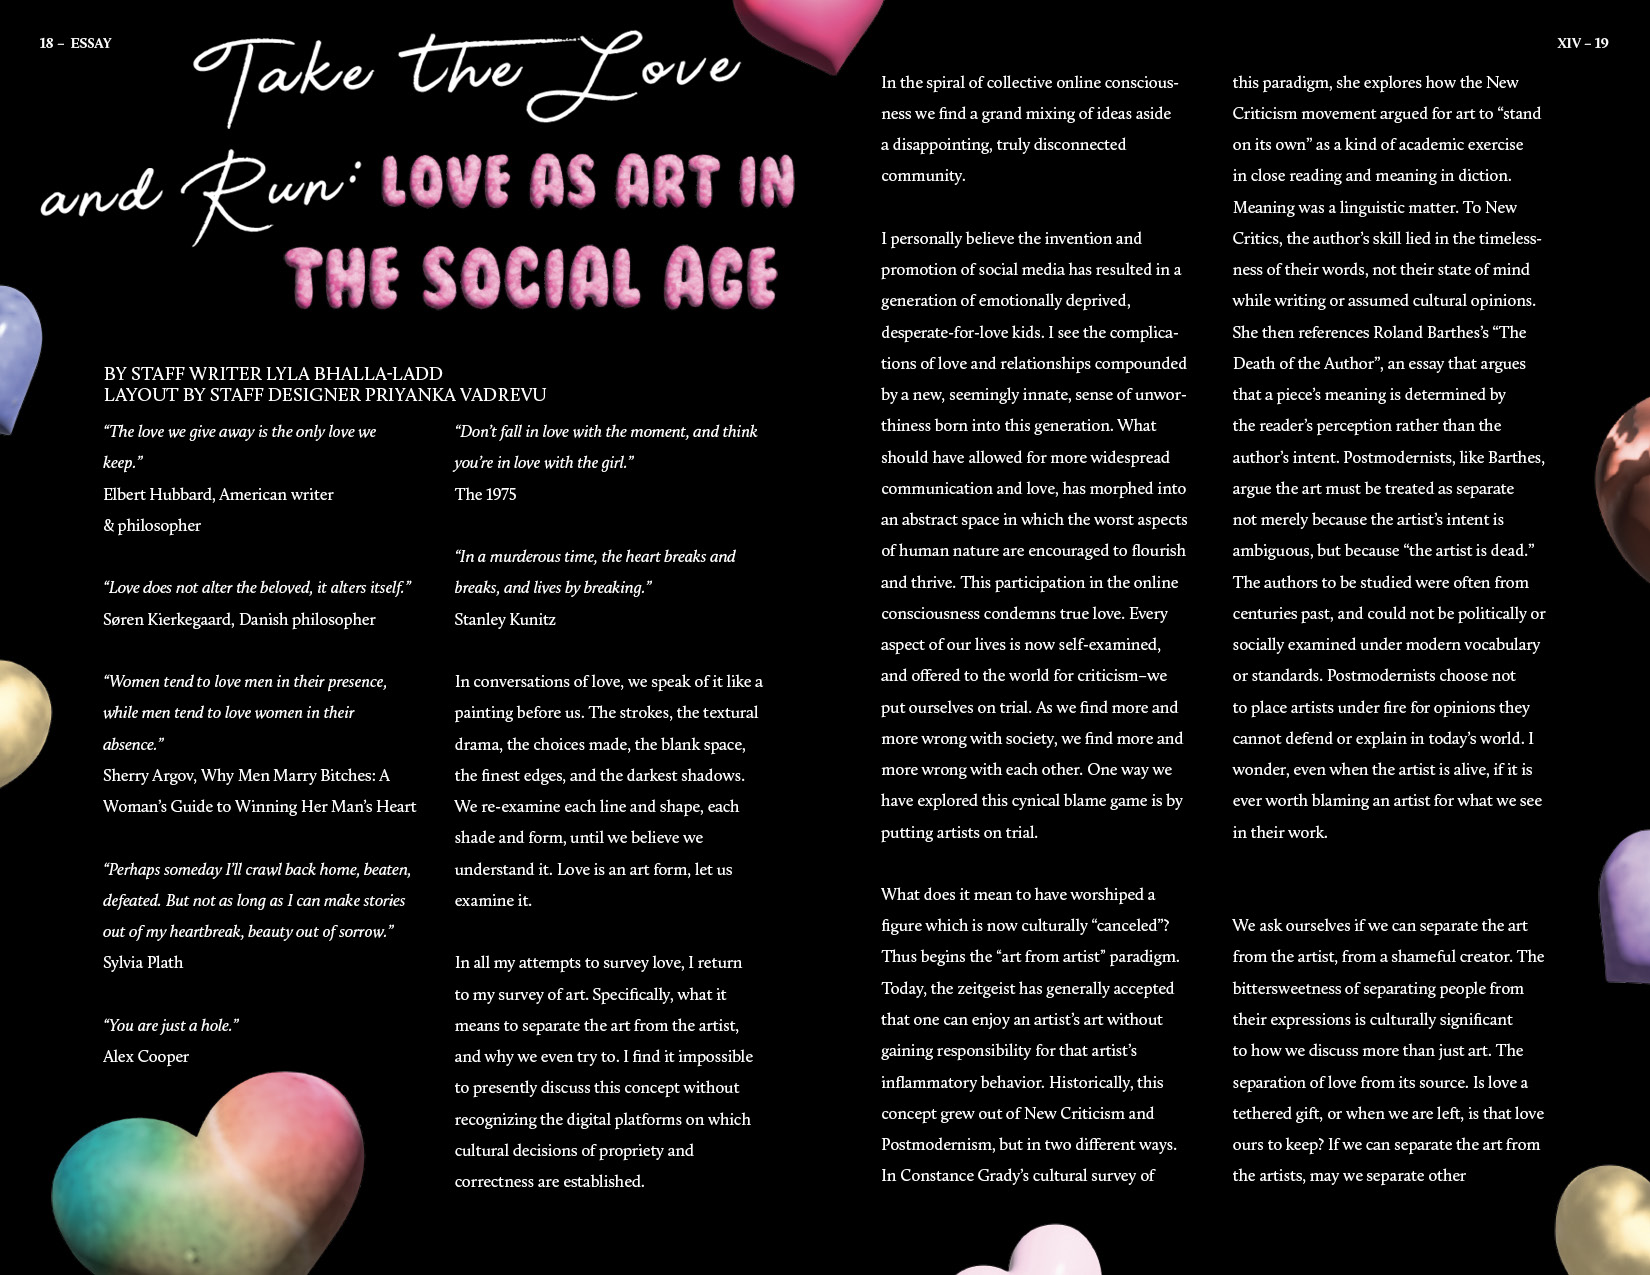 18 – ESSAY
Take the Love
and Run: LOVE AS ART IN
THE SOCIAL AGE
BY STAFF WRITER LYLA BHALLA-LADD
LAYOUT BY STAFF DESIGNER PRIYANKA VADREVU
“The love we give away is the only love we
keep.”
Elbert Hubbard, American writer
& philosopher
“Love does not alter the beloved, it alters itself.”
Søren Kierkegaard, Danish philosopher
“Women tend to love men in their presence,
while men tend to love women in their
absence.”
Sherry Argov, Why Men Marry Bitches: A
Woman’s Guide to Winning Her Man’s Heart
“Perhaps someday I’ll crawl back home, beaten,
defeated. But not as long as I can make stories
out of my heartbreak, beauty out of sorrow.”
Sylvia Plath
“You are just a hole.”
Alex Cooper
“Don’t fall in love with the moment, and think
you’re in love with the girl.”
The 1975
“In a murderous time, the heart breaks and
breaks, and lives by breaking.”
Stanley Kunitz
In conversations of love, we speak of it like a
painting before us. The strokes, the textural
drama, the choices made, the blank space,
the finest edges, and the darkest shadows.
We re-examine each line and shape, each
shade and form, until we believe we
understand it. Love is an art form, let us
examine it.
In all my attempts to survey love, I return
to my survey of art. Specifically, what it
means to separate the art from the artist,
and why we even try to. I find it impossible
to presently discuss this concept without
recognizing the digital platforms on which
cultural decisions of propriety and
correctness are established.
XIV – 19
In the spiral of collective online conscious-
ness we find a grand mixing of ideas aside
a disappointing, truly disconnected
community.
I personally believe the invention and
promotion of social media has resulted in a
generation of emotionally deprived,
desperate-for-love kids. I see the complica-
tions of love and relationships compounded
by a new, seemingly innate, sense of unwor-
thiness born into this generation. What
should have allowed for more widespread
communication and love, has morphed into
an abstract space in which the worst aspects
of human nature are encouraged to flourish
and thrive. This participation in the online
consciousness condemns true love. Every
aspect of our lives is now self-examined,
and offered to the world for criticism–we
put ourselves on trial. As we find more and
more wrong with society, we find more and
more wrong with each other. One way we
have explored this cynical blame game is by
putting artists on trial.
What does it mean to have worshiped a
figure which is now culturally “canceled”?
Thus begins the “art from artist” paradigm.
Today, the zeitgeist has generally accepted
that one can enjoy an artist’s art without
gaining responsibility for that artist’s
inflammatory behavior. Historically, this
concept grew out of New Criticism and
Postmodernism, but in two different ways.
In Constance Grady’s cultural survey of
this paradigm, she explores how the New
Criticism movement argued for art to “stand
on its own” as a kind of academic exercise
in close reading and meaning in diction.
Meaning was a linguistic matter. To New
Critics, the author’s skill lied in the timeless-
ness of their words, not their state of mind
while writing or assumed cultural opinions.
She then references Roland Barthes’s “The
Death of the Author”, an essay that argues
that a piece’s meaning is determined by
the reader’s perception rather than the
author’s intent. Postmodernists, like Barthes,
argue the art must be treated as separate
not merely because the artist’s intent is
ambiguous, but because “the artist is dead.”
The authors to be studied were often from
centuries past, and could not be politically or
socially examined under modern vocabulary
or standards. Postmodernists choose not
to place artists under fire for opinions they
cannot defend or explain in today’s world. I
wonder, even when the artist is alive, if it is
ever worth blaming an artist for what we see
in their work.
We ask ourselves if we can separate the art
from the artist, from a shameful creator. The
bittersweetness of separating people from
their expressions is culturally significant
to how we discuss more than just art. The
separation of love from its source. Is love a
tethered gift, or when we are left, is that love
ours to keep? If we can separate the art from
the artists, may we separate other